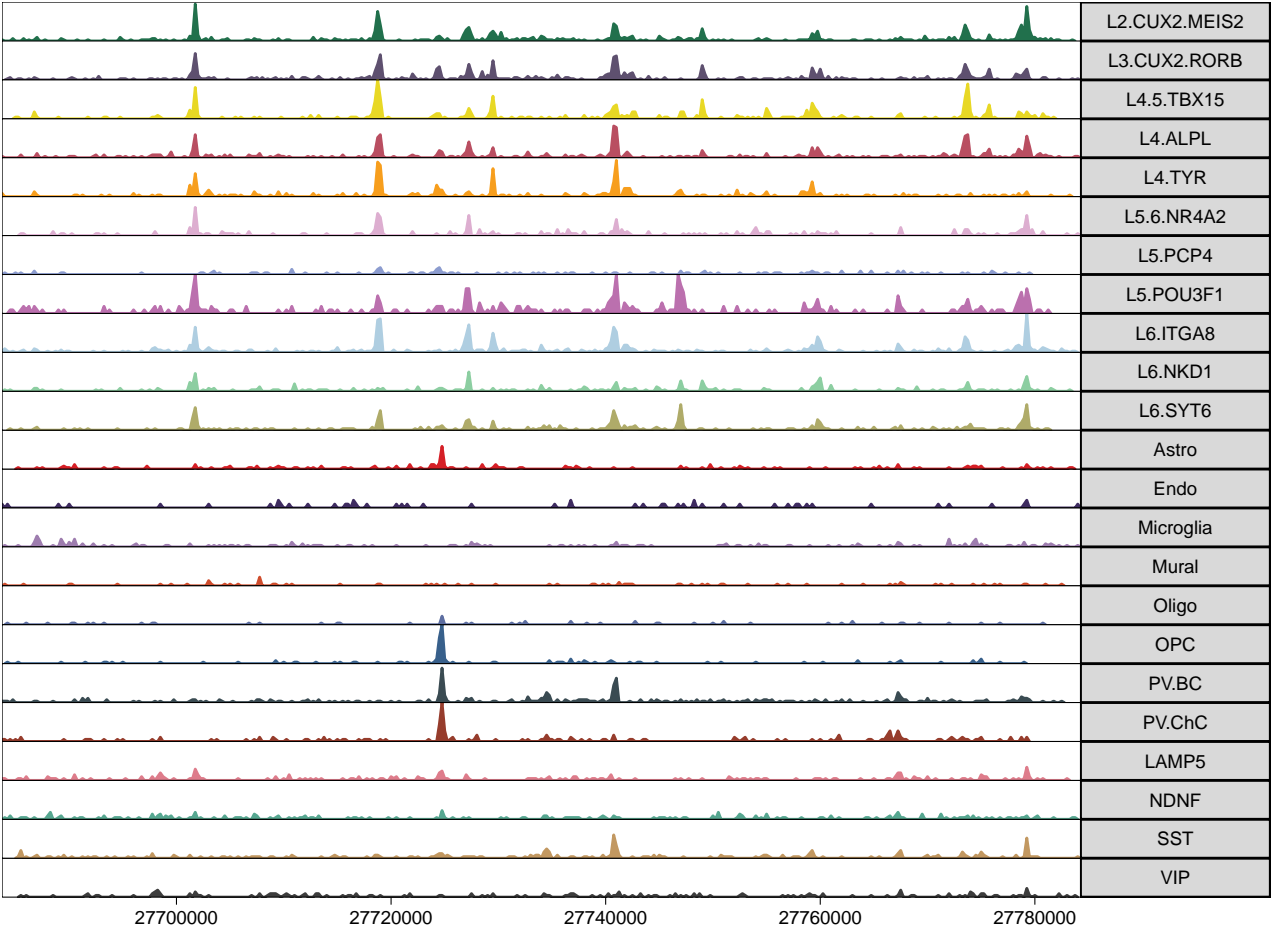 L2.CUX2.MEIS2
L3.CUX2.RORB
L4.5.TBX15
L4.ALPL
L4.TYR
L5.6.NR4A2
L5.PCP4
L5.POU3F1
L6.ITGA8
L6.NKD1
L6.SYT6
Astro
Endo
Microglia
Mural
Oligo
OPC
PV.BC
PV.ChC
LAMP5
NDNF
SST
VIP
27700000 27720000 27740000 27760000 27780000